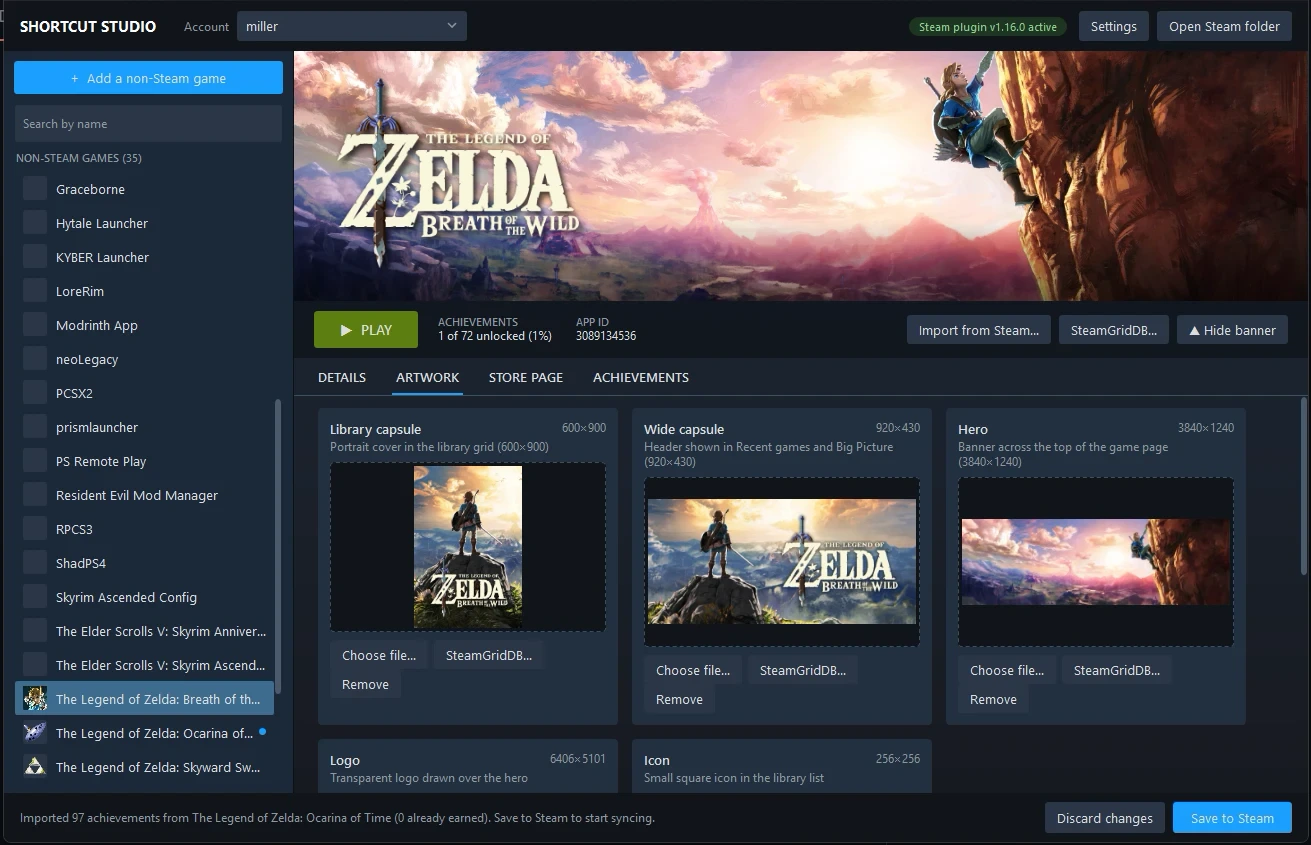 SHORTCUT STUDIO
Account
miller
Steam plugin v1.16.0 active
Settings
Open Steam folder
+ Add a non-Steam game
Search by name
NON-STEAM GAMES (35)
Graceborne
Hytale Launcher
KYBER Launcher
LoreRim
Modrinth App
neoLegacy
PCSX2
prismlauncher
PS Remote Play
Resident Evil Mod Manager
RPCS3
ShadPS4
Skyrim Ascended Config
The Elder Scrolls V: Skyrim Anniver...
The Elder Scrolls V: Skyrim Ascend...
The Legend of Zelda: Breath of th...
The Legend of Zelda: Ocarina of...
The Legend of Zelda: Skyward Sw...
THE LEGEND OF
ZELDA
BREATH OF THE WILD
▶ PLAY
ACHIEVEMENTS
1 of 72 unlocked (1%)
APP ID
3089134536
Import from Steam...
SteamGridDB...
▲ Hide banner
DETAILS
ARTWORK
STORE PAGE
ACHIEVEMENTS
Library capsule
600×900
Portrait cover in the library grid (600×900)
THE LEGEND OF
ZELDA
BREATH OF THE WILD
Choose file...
SteamGridDB...
Remove
Wide capsule
920×430
Header shown in Recent games and Big Picture
(920×430)
THE LEGEND OF
ZELDA
BREATH OF THE WILD
Choose file...
SteamGridDB...
Remove
Hero
3840×1240
Banner across the top of the game page
(3840×1240)
Choose file...
SteamGridDB...
Remove
Logo
6406×5101
Transparent logo drawn over the hero
Icon
256×256
Small square icon in the library list
Imported 97 achievements from The Legend of Zelda: Ocarina of Time (0 already earned). Save to Steam to start syncing.
Discard changes
Save to Steam